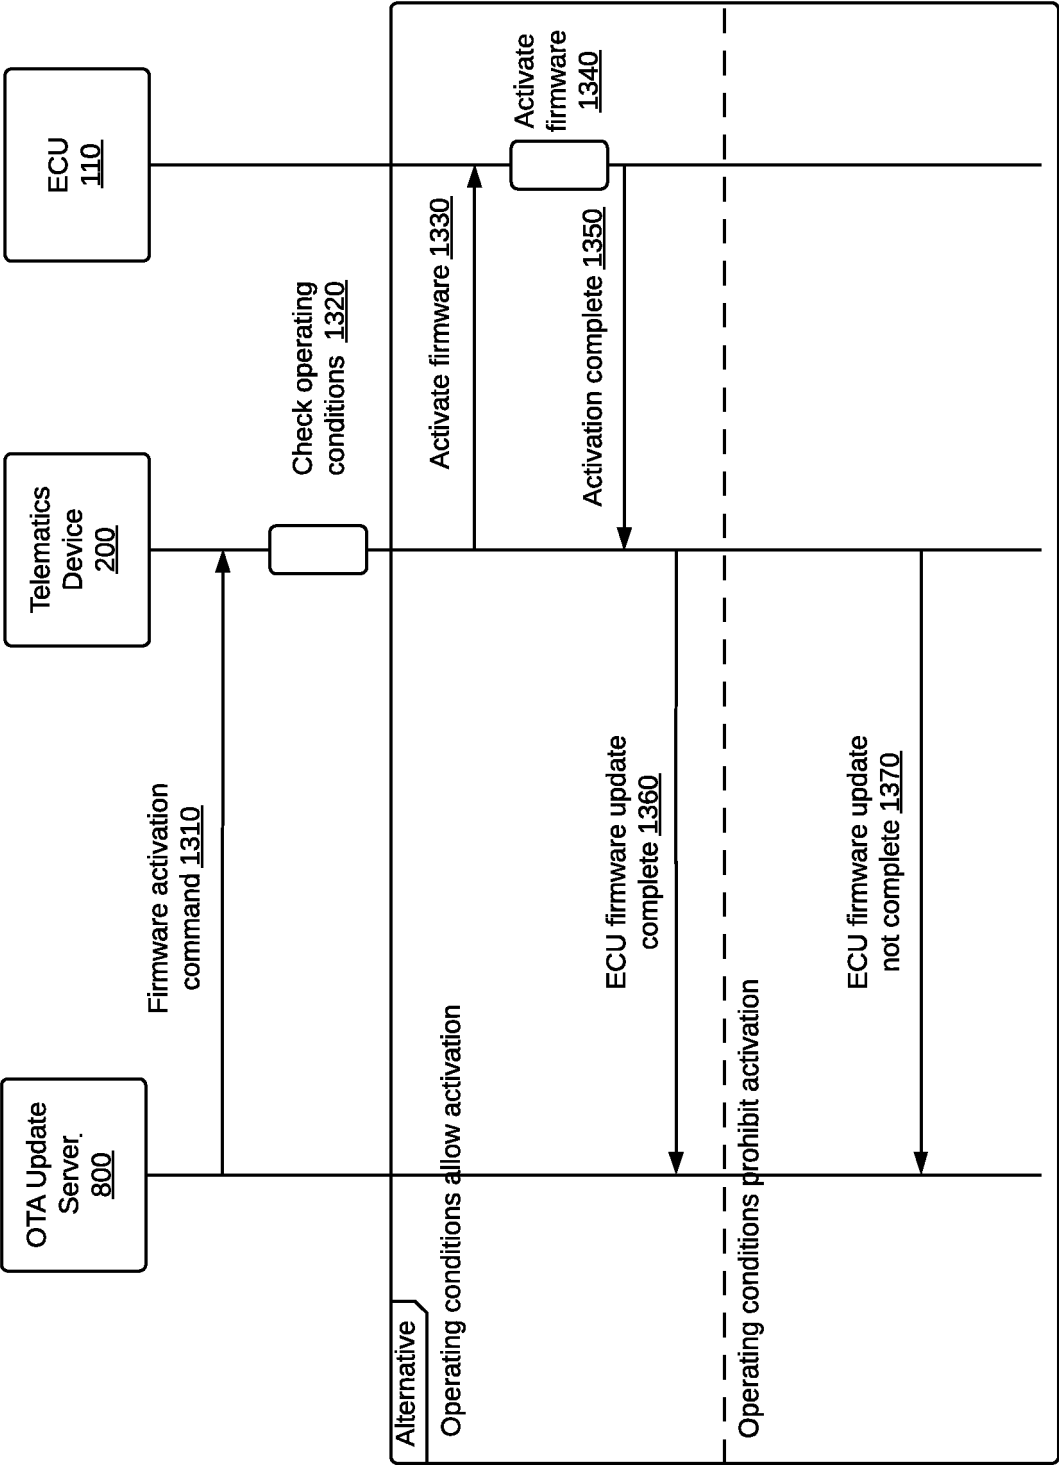 OTA Update
Server.
800
Telematics
Device
200
ECU
110
Firmware activation
command 1310
Check operating
conditions 1320
Alternative
Operating conditions allow activation
Activate firmware 1330
Activate
firmware
1340
Activation complete 1350
ECU firmware update
complete 1360
Operating conditions prohibit activation
ECU firmware update
not complete 1370